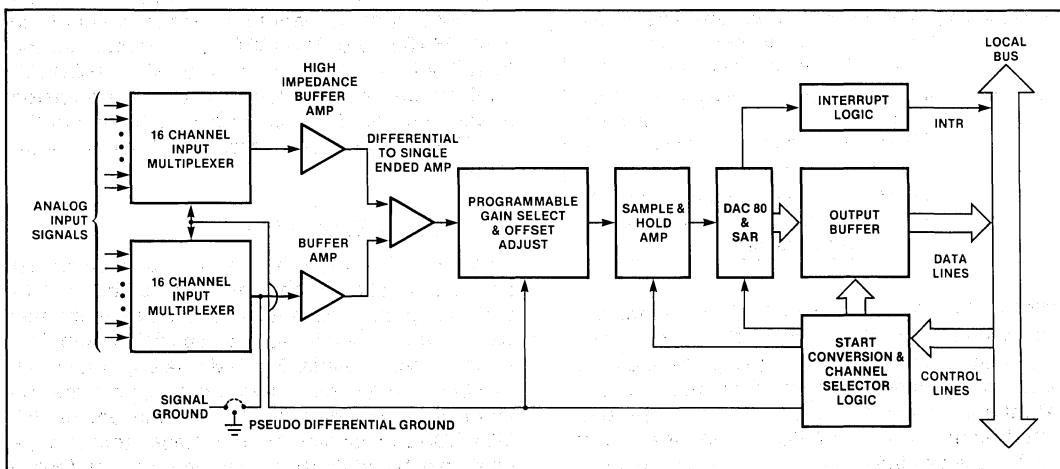 LOCAL
BUS
HIGH
IMPEDANCE
BUFFER
AMP
16 CHANNEL
INPUT
MULTIPLEXER
DIFFERENTIAL
TO SINGLE
ENDED AMP
INTERRUPT
LOGIC
INTR
ANALOG
INPUT
SIGNALS
PROGRAMMABLE
GAIN SELECT
& OFFSET
ADJUST
SAMPLE &
HOLD
AMP
DAC 80
&
SAR
OUTPUT
BUFFER
DATA
LINES
BUFFER
AMP
16 CHANNEL
INPUT
MULTIPLEXER
START
CONVERSION &
CHANNEL
SELECTOR
LOGIC
CONTROL
LINES
SIGNAL
GROUND
PSEUDO DIFFERENTIAL GROUND